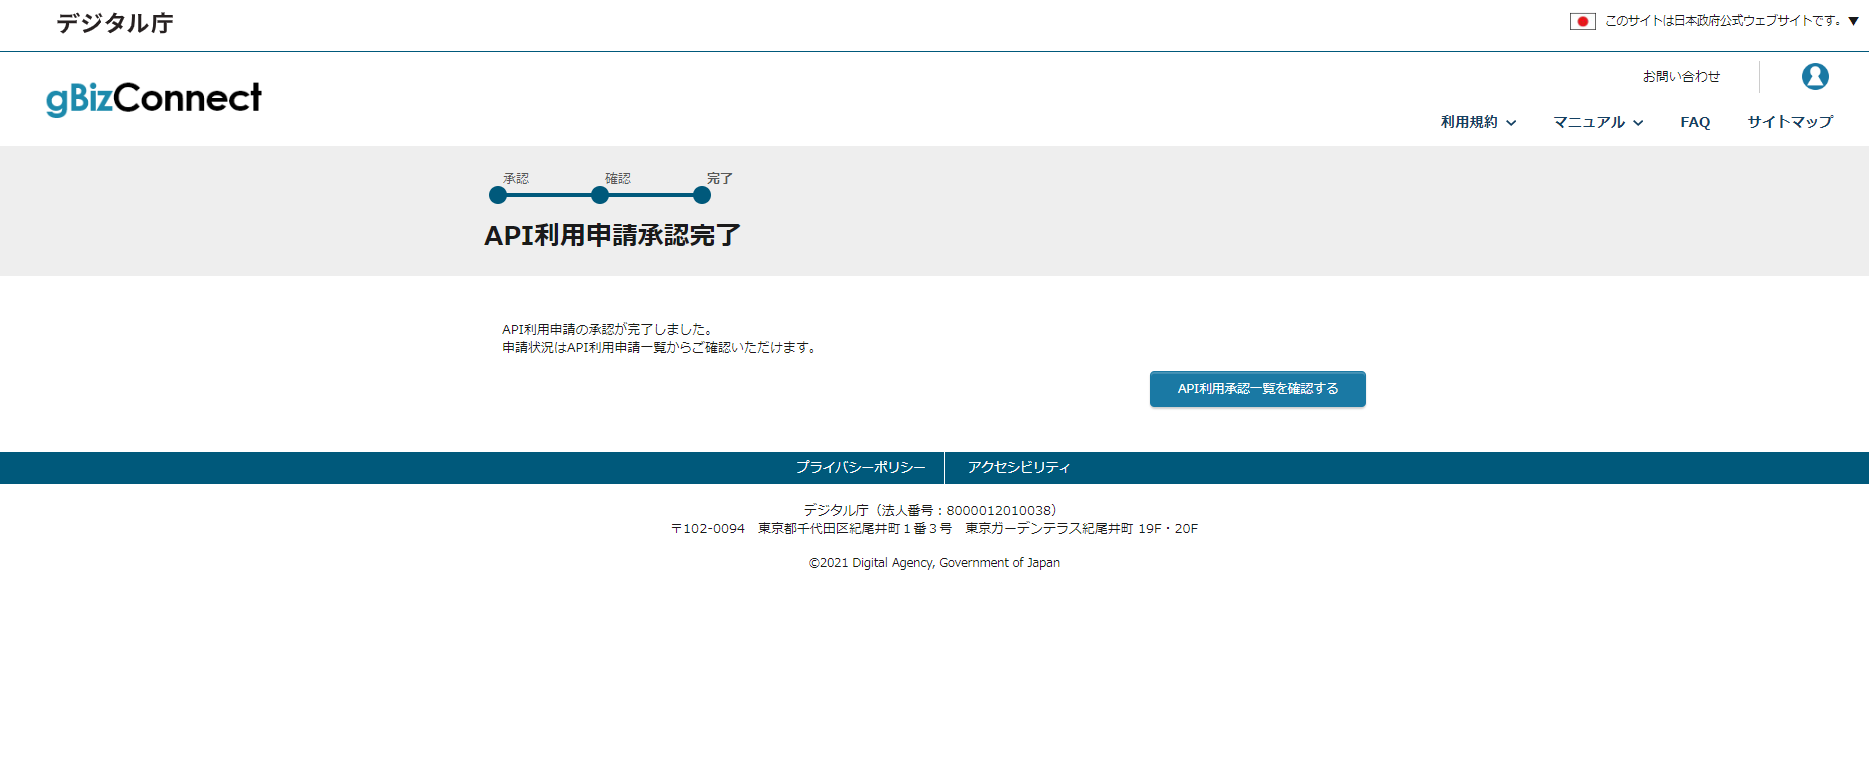 デジタル庁
このサイトは日本政府公式ウェブサイトです。▼
gBizConnect
お問い合わせ
利用規約
マニュアル
FAQ
サイトマップ
承認
確認
完了
API利用申請承認完了
API利用申請の承認が完了しました。
申請状況はAPI利用申請一覧からご確認いただけます。
API利用承認一覧を確認する
プライバシーポリシー
アクセシビリティ
デジタル庁（法人番号：8000012010038）
〒102-0094　東京都千代田区紀尾井町１番３号　東京ガーデンテラス紀尾井町 19F・20F
©2021 Digital Agency, Government of Japan